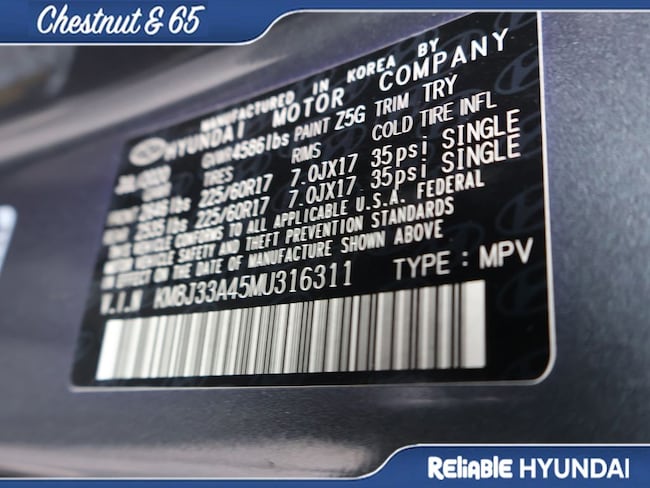 Chestnut & 65
MANUFACTURED IN KOREA BY
HYUNDAI MOTOR COMPANY
GVWR 4586lbs PAINT Z5G TRIM TRY
TIRES RIMS COLD TIRE INFL
225/60R17 7.0JX17 35psi SINGLE
2535lbs 225/60R17 7.0JX17 35psi SINGLE
THIS VEHICLE CONFORMS TO ALL APPLICABLE U.S.A. FEDERAL
MOTOR VEHICLE SAFETY AND THEFT PREVENTION STANDARDS
IN EFFECT ON THE DATE OF MANUFACTURE SHOWN ABOVE
V.I.N KM8J33A45MU316311 TYPE : MPV
Reliable HYUNDAI